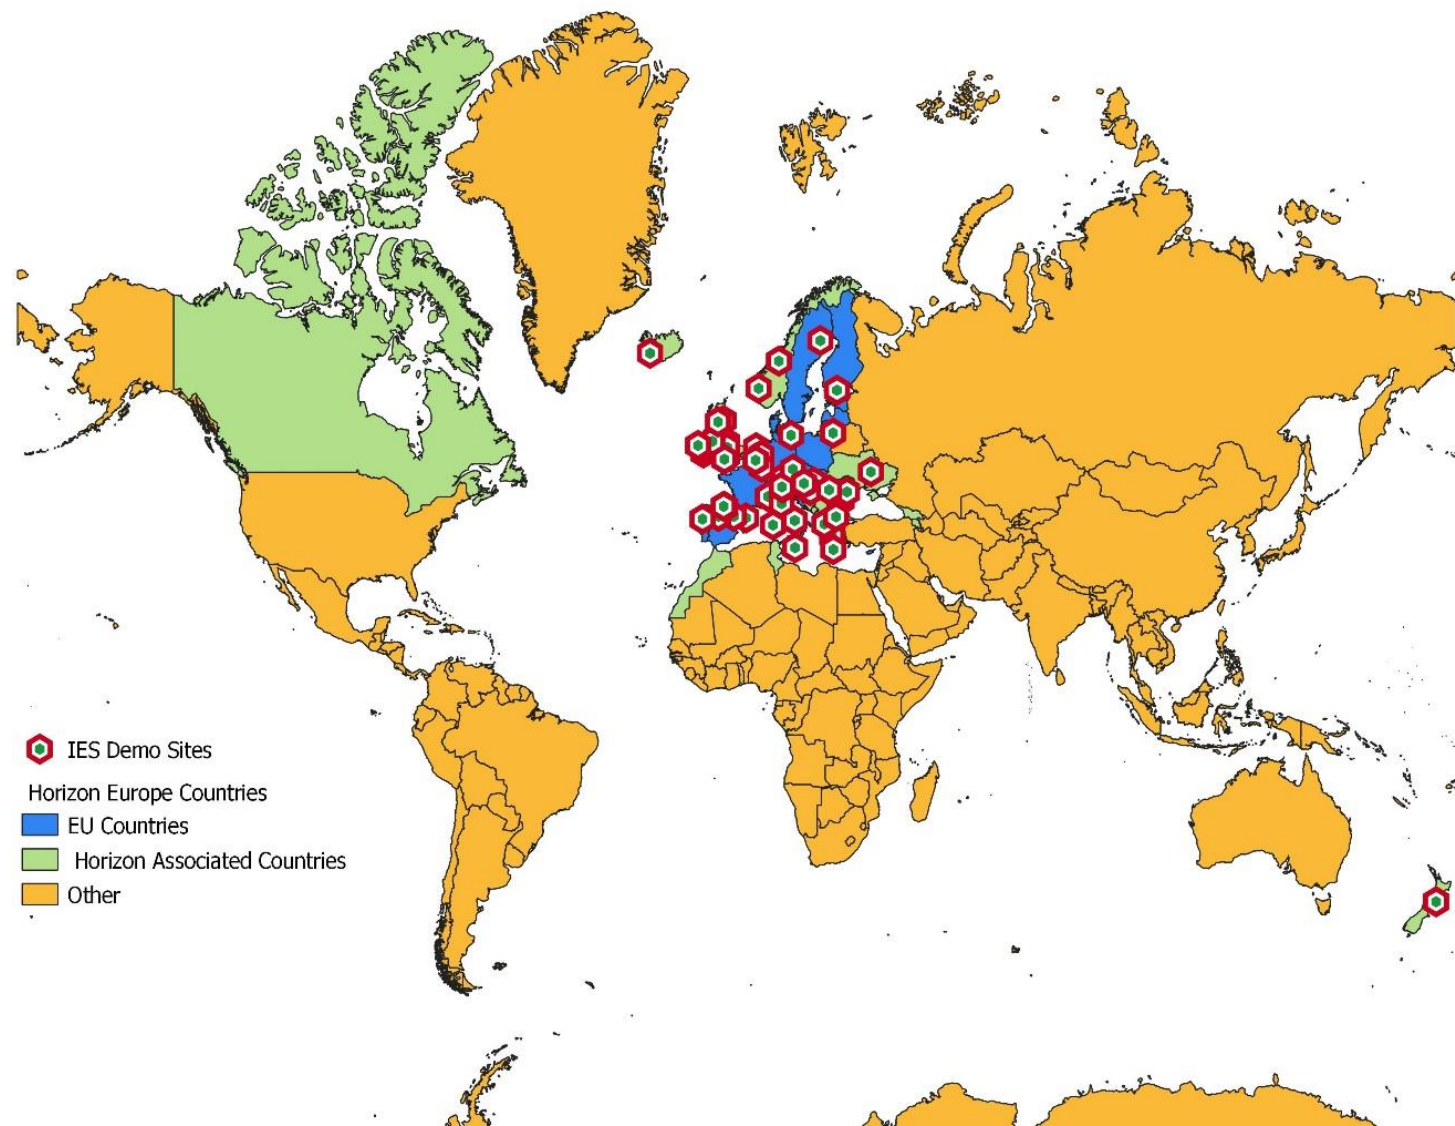 IES Demo Sites
Horizon Europe Countries
EU Countries
Horizon Associated Countries
Other